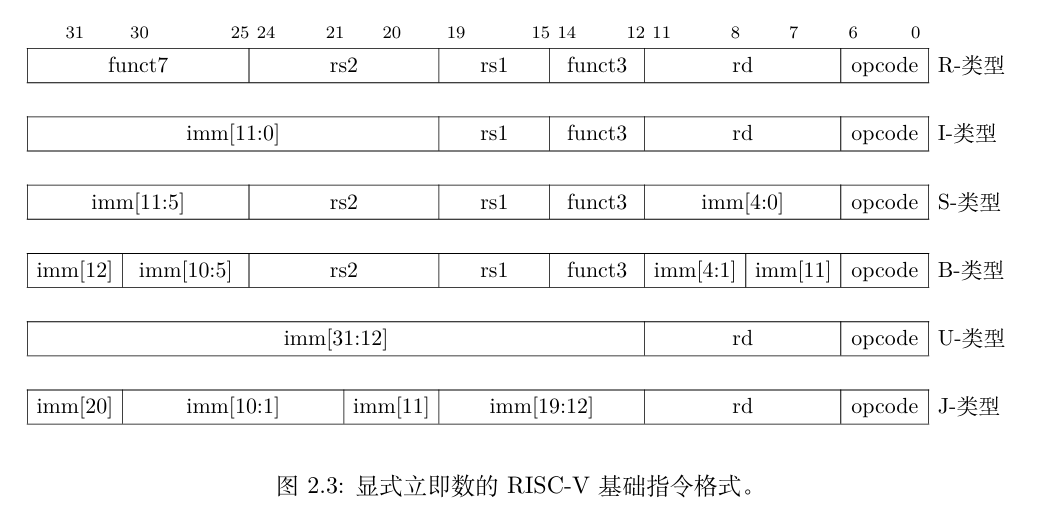 31 30 25 24 21 20 19 15 14 12 11 8 7 6 0
funct7 rs2 rs1 funct3 rd opcode R-类型
imm[11:0] rs1 funct3 rd opcode I-类型
imm[11:5] rs2 rs1 funct3 imm[4:0] opcode S-类型
imm[12] imm[10:5] rs2 rs1 funct3 imm[4:1] imm[11] opcode B-类型
imm[31:12] rd opcode U-类型
imm[20] imm[10:1] imm[11] imm[19:12] rd opcode J-类型
图 2.3: 显式立即数的 RISC-V 基础指令格式。